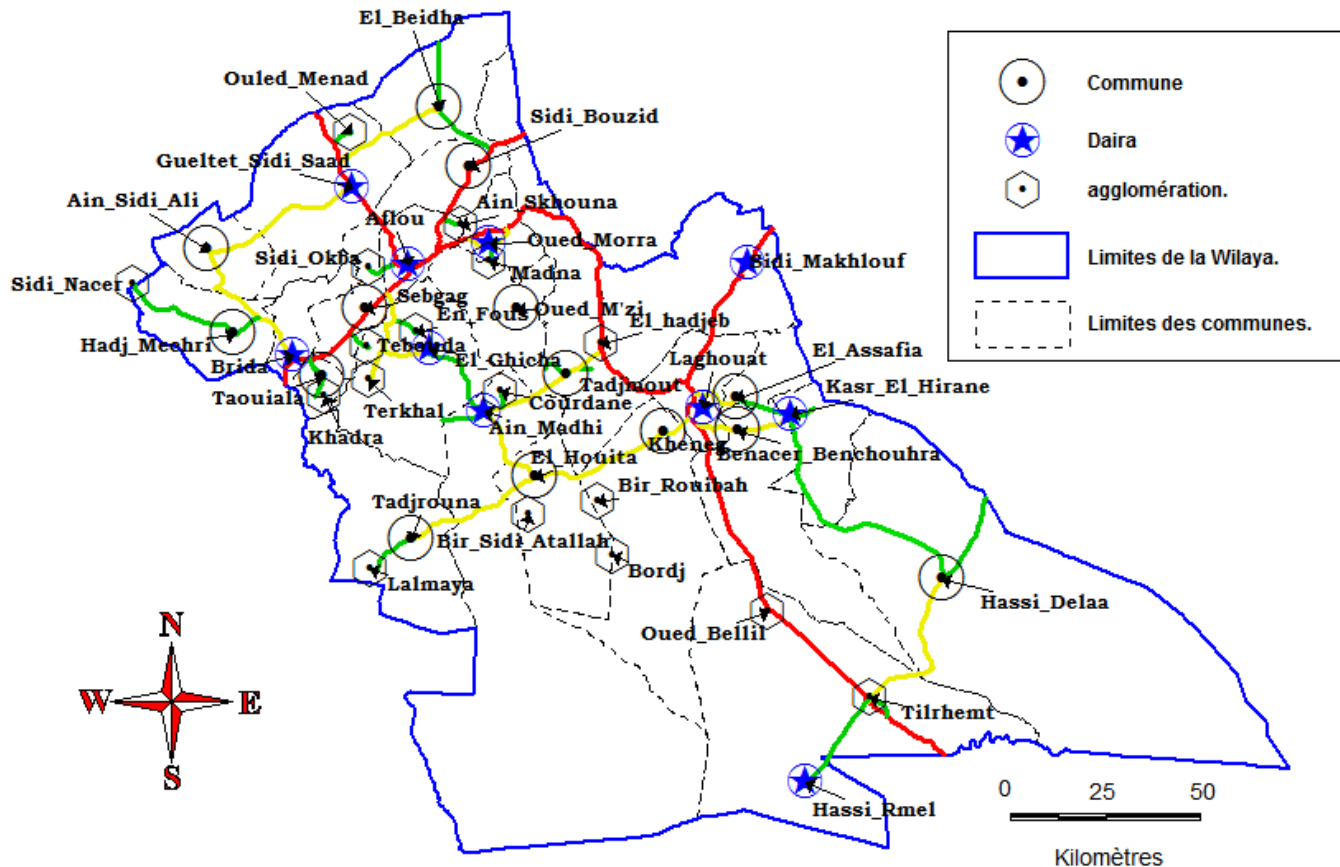 El_Beidha
Ouled_Menad
Sidi_Bouzid
Gueltet_Sidi_Saad
Ain_Sidi_Ali
Ain_Skhouna
Aflou
Oued_Morra
Sidi_Okba
Madna
Sidi_Makhlouf
Sidi_Nacer
Sebgag
En_Fous
Oued_M'zi
El_hadjeb
Hadj_Mechri
Brida
Tebouda
El_Ghicha
Laghouat
El_Assafia
Kasr_El_Hirane
Taouiala
Terkhal
Tadjmout
Courdane
Khadra
Ain_Madhi
Kheneg
Benacer_Benchouhra
El_Houita
Bir_Rouibah
Tadjrouna
Bir_Sidi_Atallah
Bordj
Lalmaya
Hassi_Delaa
Oued_Bellil
Tilrhemt
Hassi_Rmel
Commune
Daira
agglomération.
Limites de la Wilaya.
Limites des communes.
N
W
E
S
0 25 50
Kilomètres